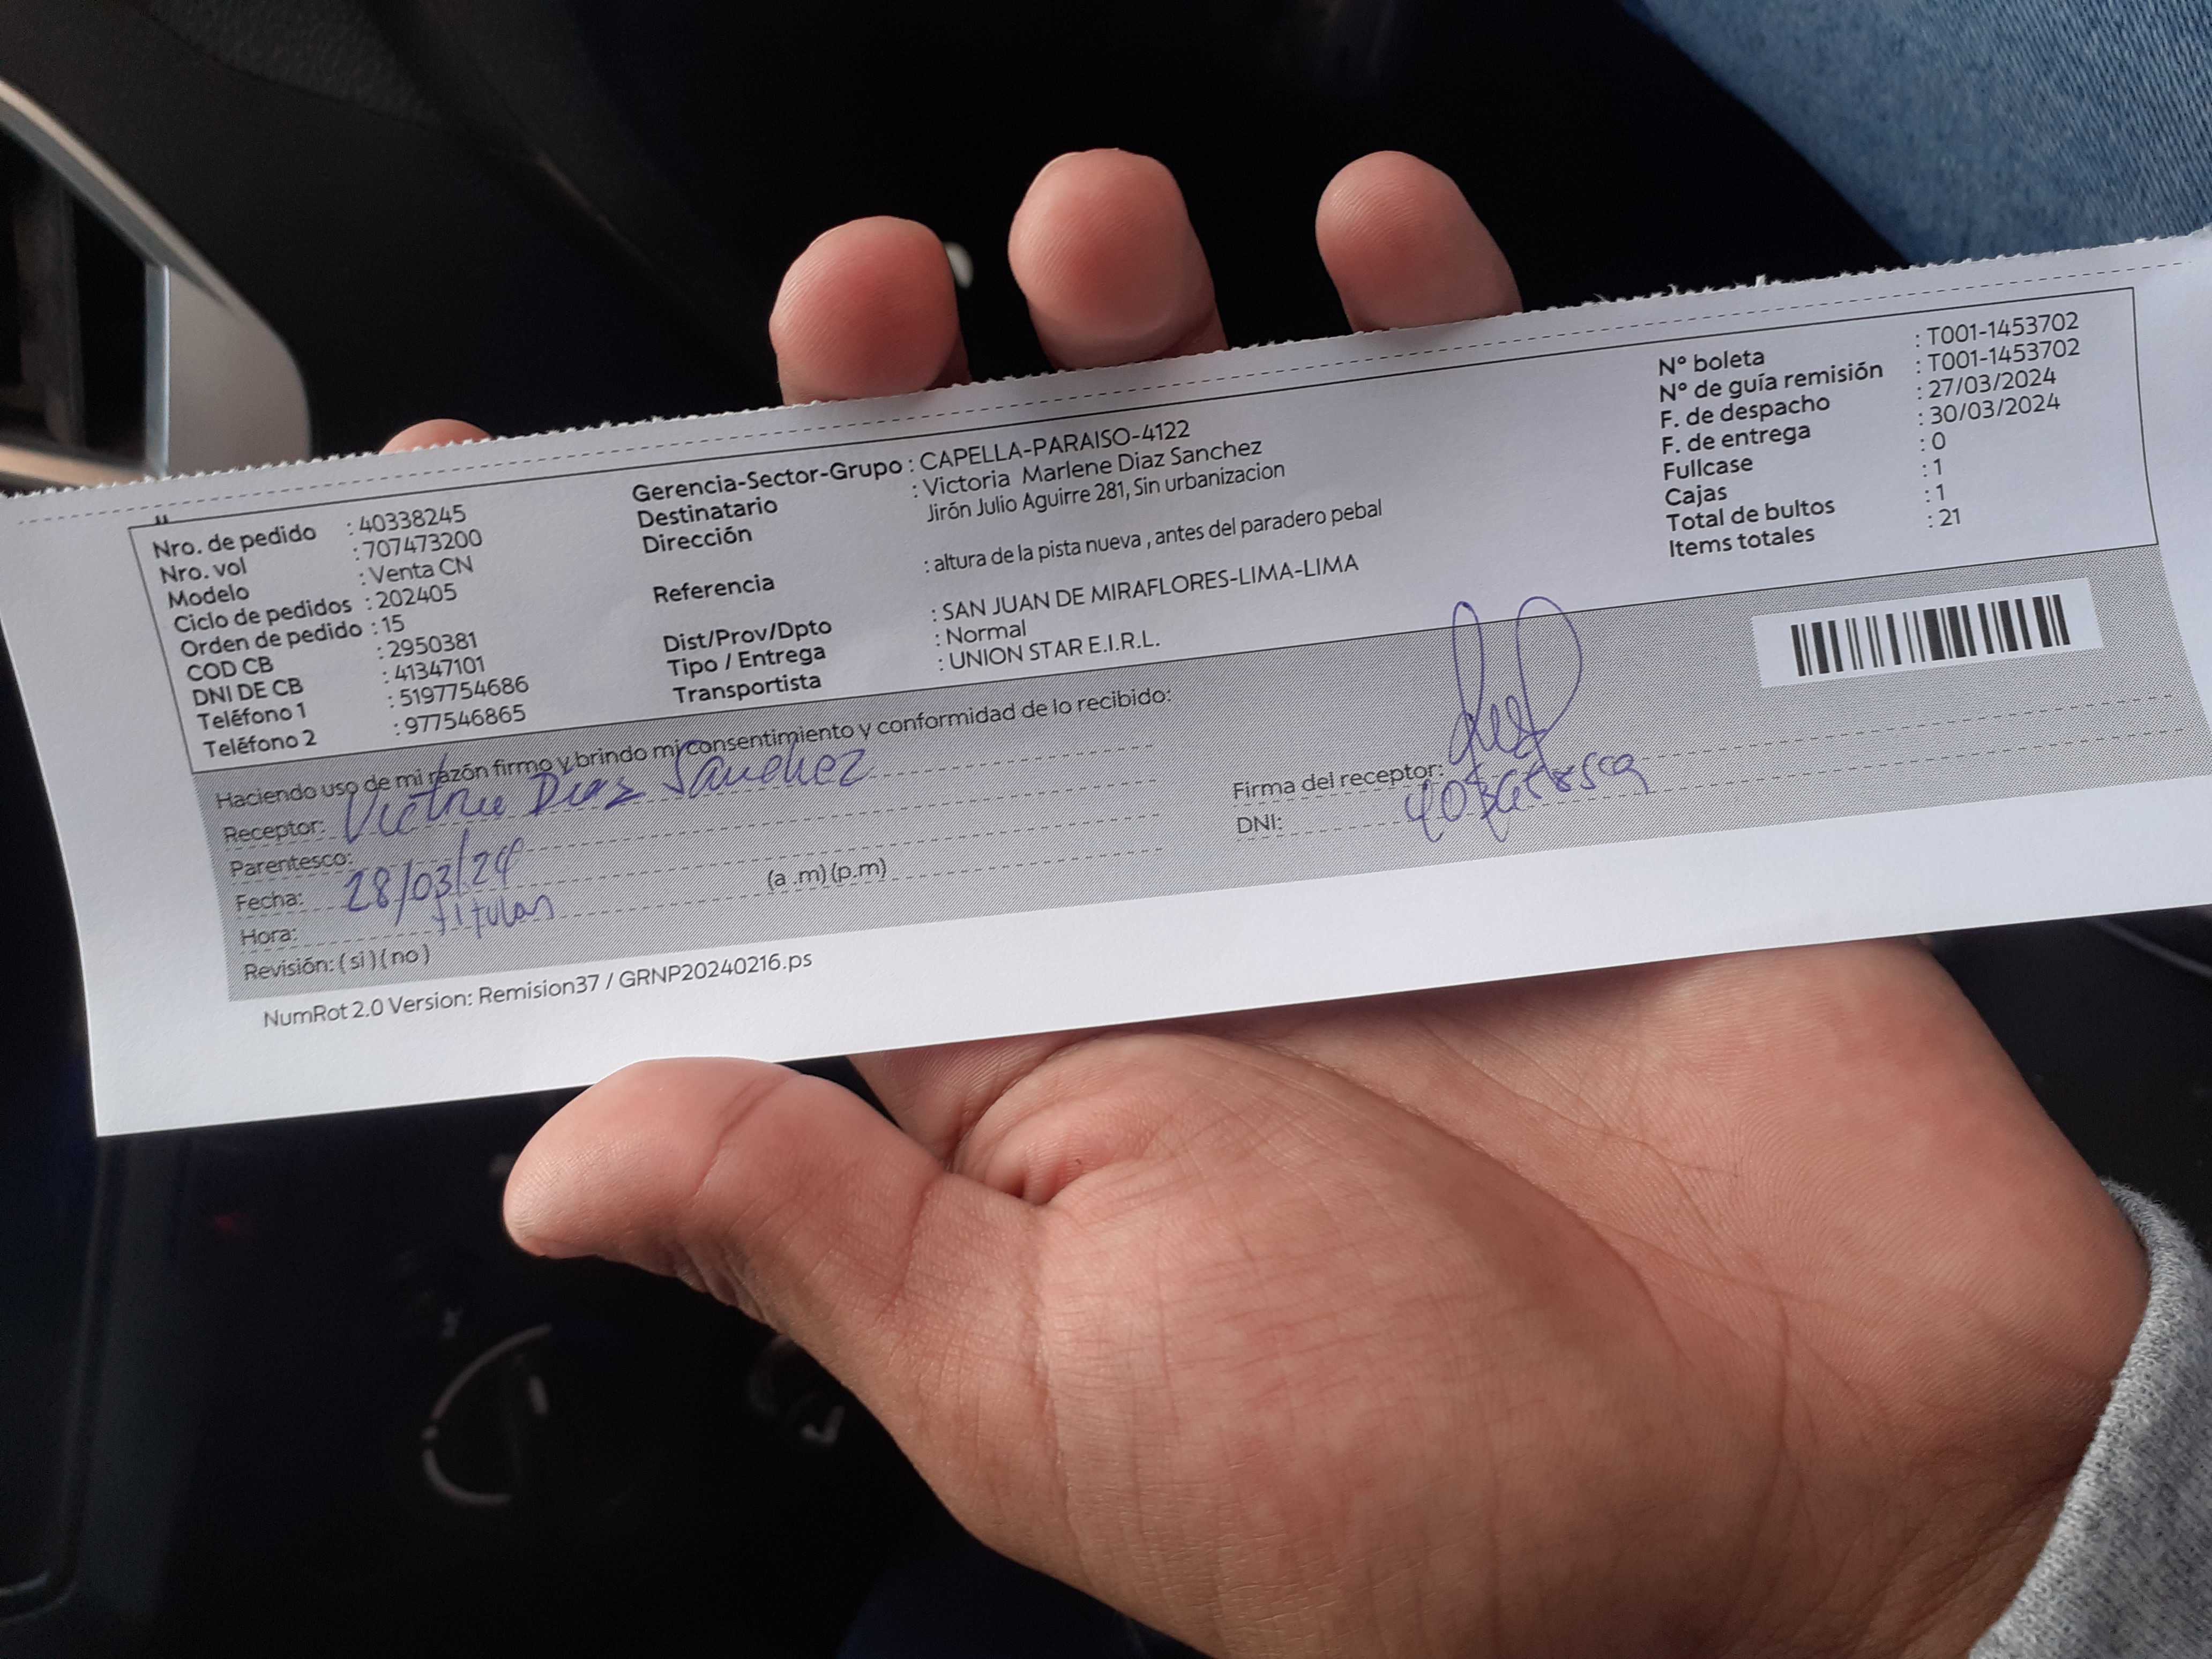 Nro. de pedido : 40338245
Nro. vol : 707473200
Modelo : Venta CN
Ciclo de pedidos : 202405
Orden de pedido : 15
COD CB : 2950381
DNI DE CB : 41347101
Teléfono 1 : 5197754686
Teléfono 2 : 977546865
Gerencia-Sector-Grupo : CAPELLA-PARAISO-4122
Destinatario : Victoria Marlene Diaz Sanchez
Dirección Jirón Julio Aguirre 281, Sin urbanizacion
Referencia : altura de la pista nueva , antes del paradero pebal
Dist/Prov/Dpto : SAN JUAN DE MIRAFLORES-LIMA-LIMA
Tipo / Entrega : Normal
Transportista : UNION STAR E.I.R.L.
N° boleta : T001-1453702
N° de guía remisión : T001-1453702
F. de despacho : 27/03/2024
F. de entrega : 30/03/2024
Fullcase : 0
Cajas : 1
Total de bultos : 1
Items totales : 21
Haciendo uso de mi razón firmo y brindo mi consentimiento y conformidad de lo recibido:
Receptor: Diaz Sanchez
Parentesco:
Fecha: 28/03/24
Hora: titular (a .m) (p.m)
Revisión: ( si ) ( no )
Firma del receptor:
DNI:
NumRot 2.0 Version: Remision37 / GRNP20240216.ps